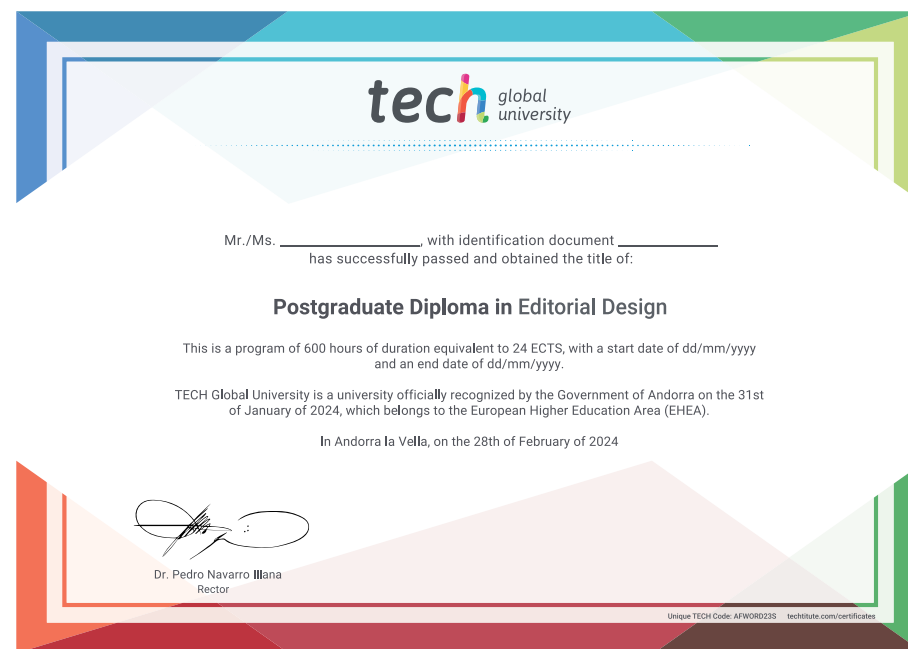 tech global university
Mr./Ms. ____________, with identification document ____________
has successfully passed and obtained the title of:
Postgraduate Diploma in Editorial Design
This is a program of 600 hours of duration equivalent to 24 ECTS, with a start date of dd/mm/yyyy
and an end date of dd/mm/yyyy.
TECH Global University is a university officially recognized by the Government of Andorra on the 31st
of January of 2024, which belongs to the European Higher Education Area (EHEA).
In Andorra la Vella, on the 28th of February of 2024
Dr. Pedro Navarro Illana
Rector
Unique TECH Code: AFWORD23S techtitute.com/certificates